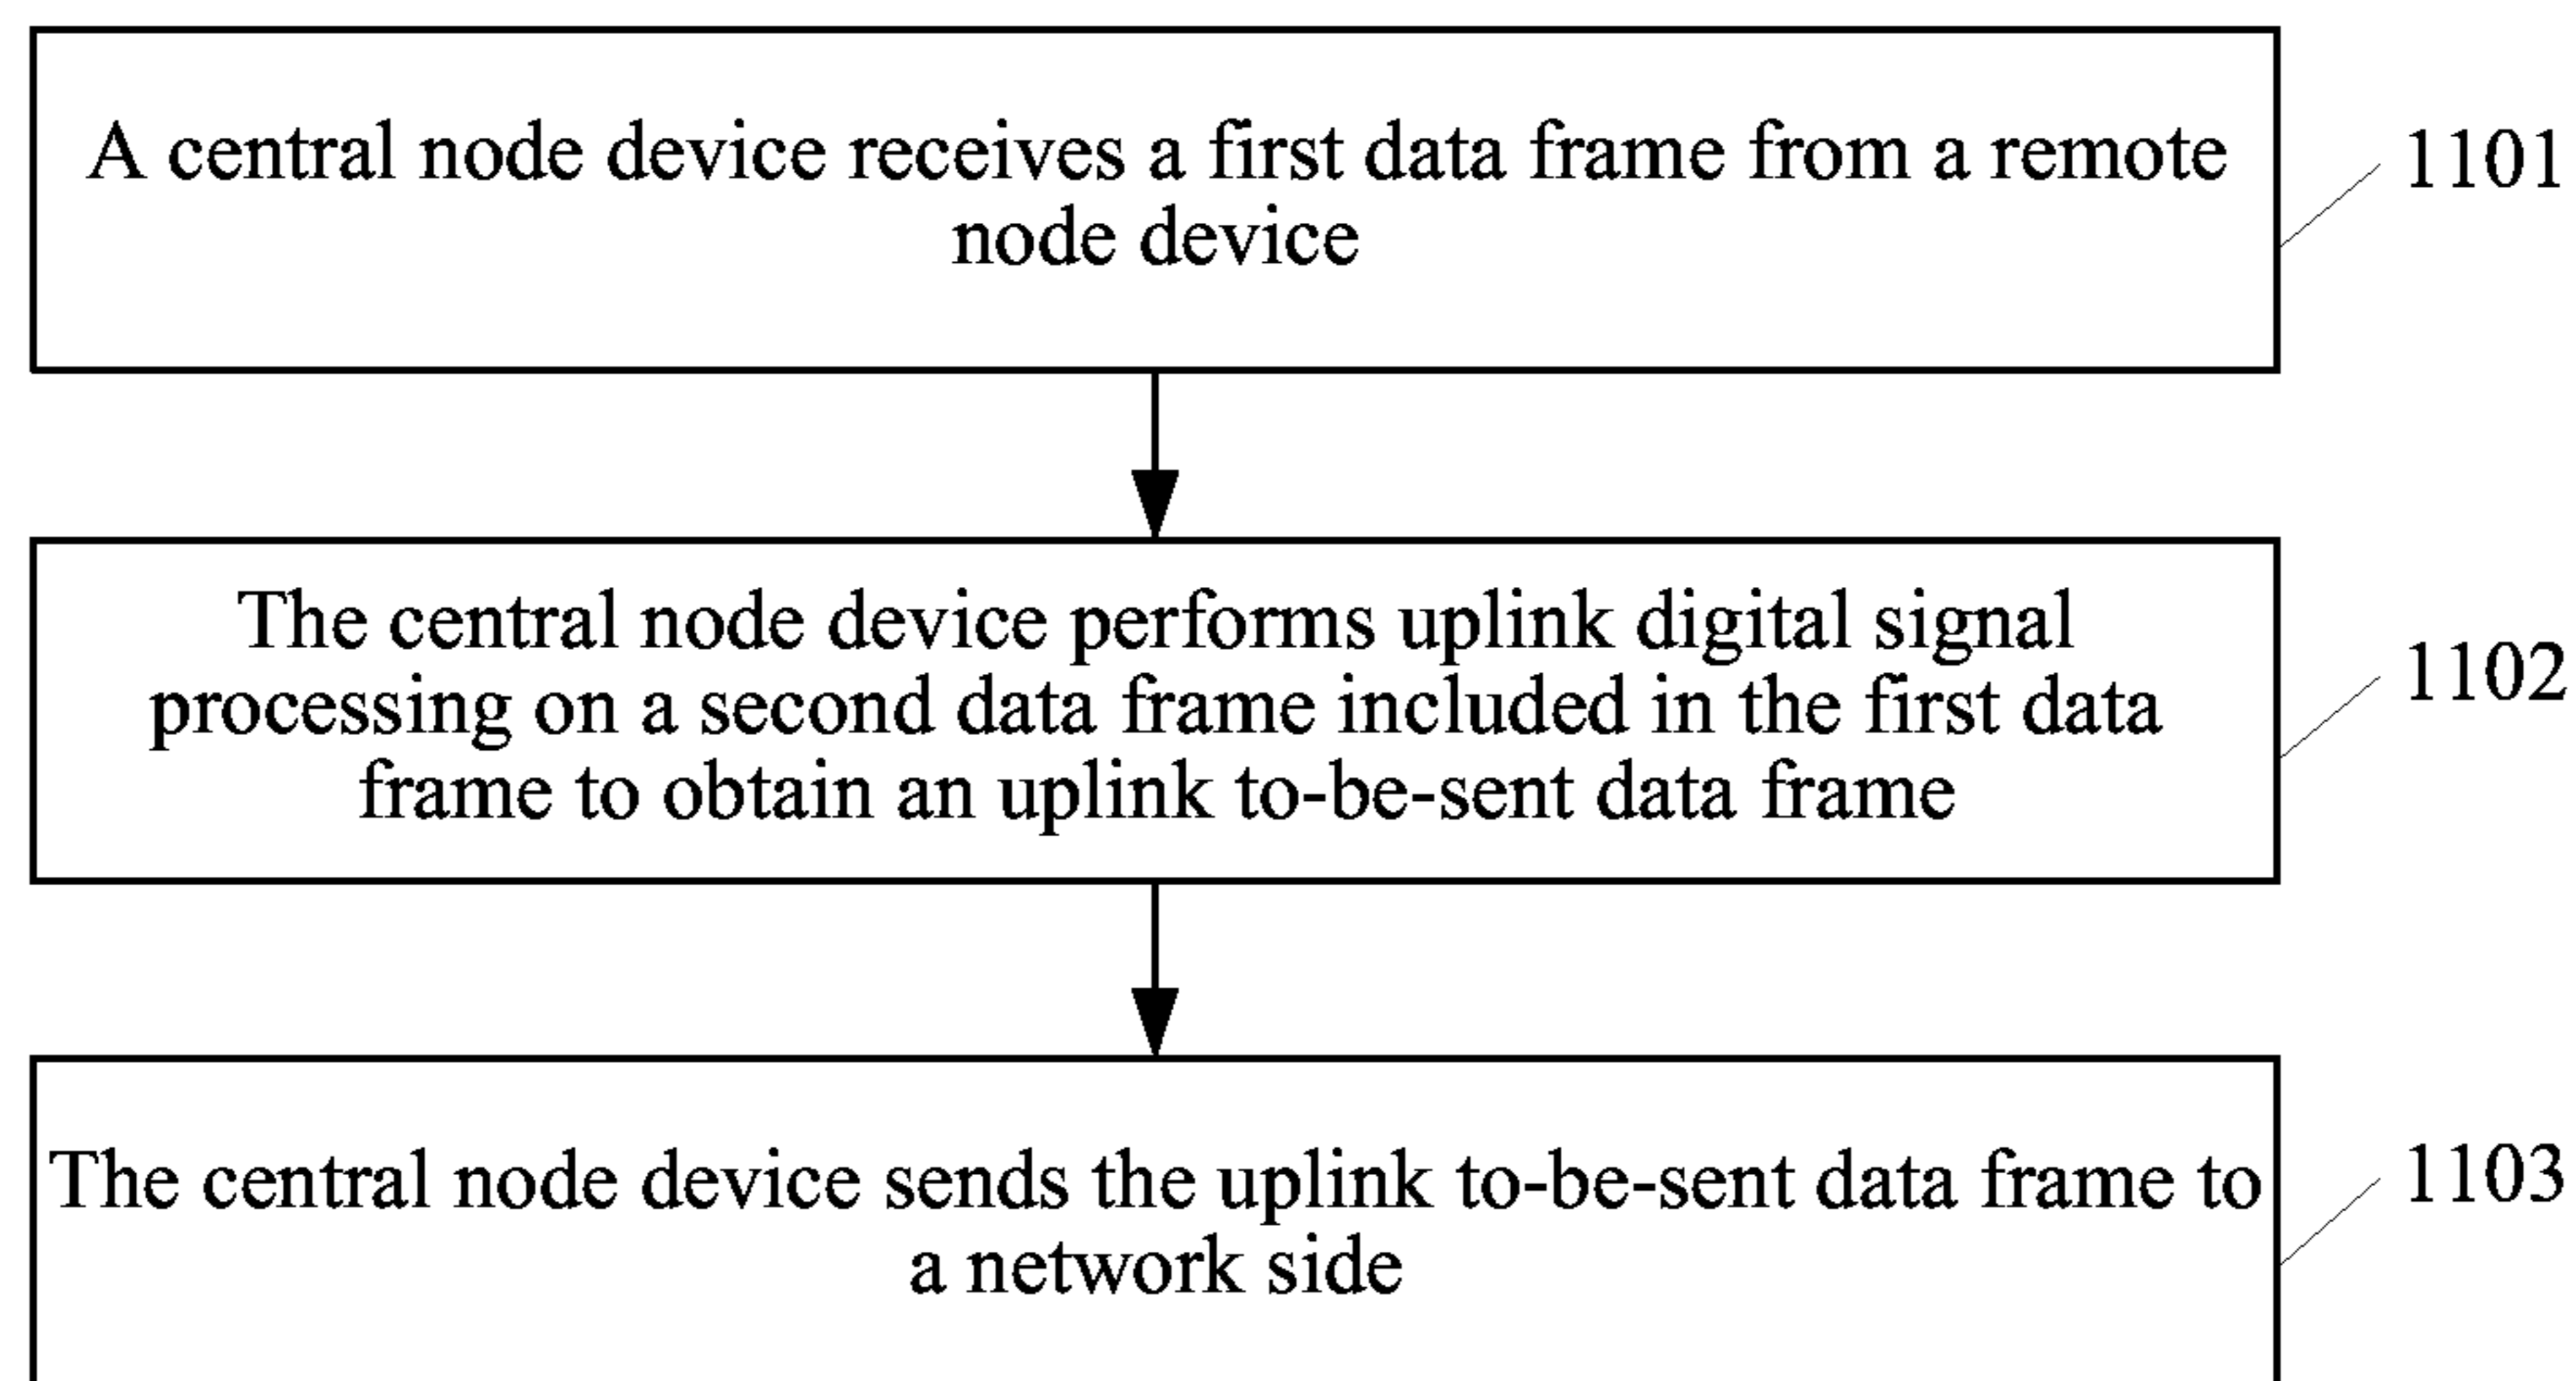 A central node device receives a first data frame from a remote
node device
1101
The central node device performs uplink digital signal
processing on a second data frame included in the first data
frame to obtain an uplink to-be-sent data frame
1102
The central node device sends the uplink to-be-sent data frame to
a network side
1103